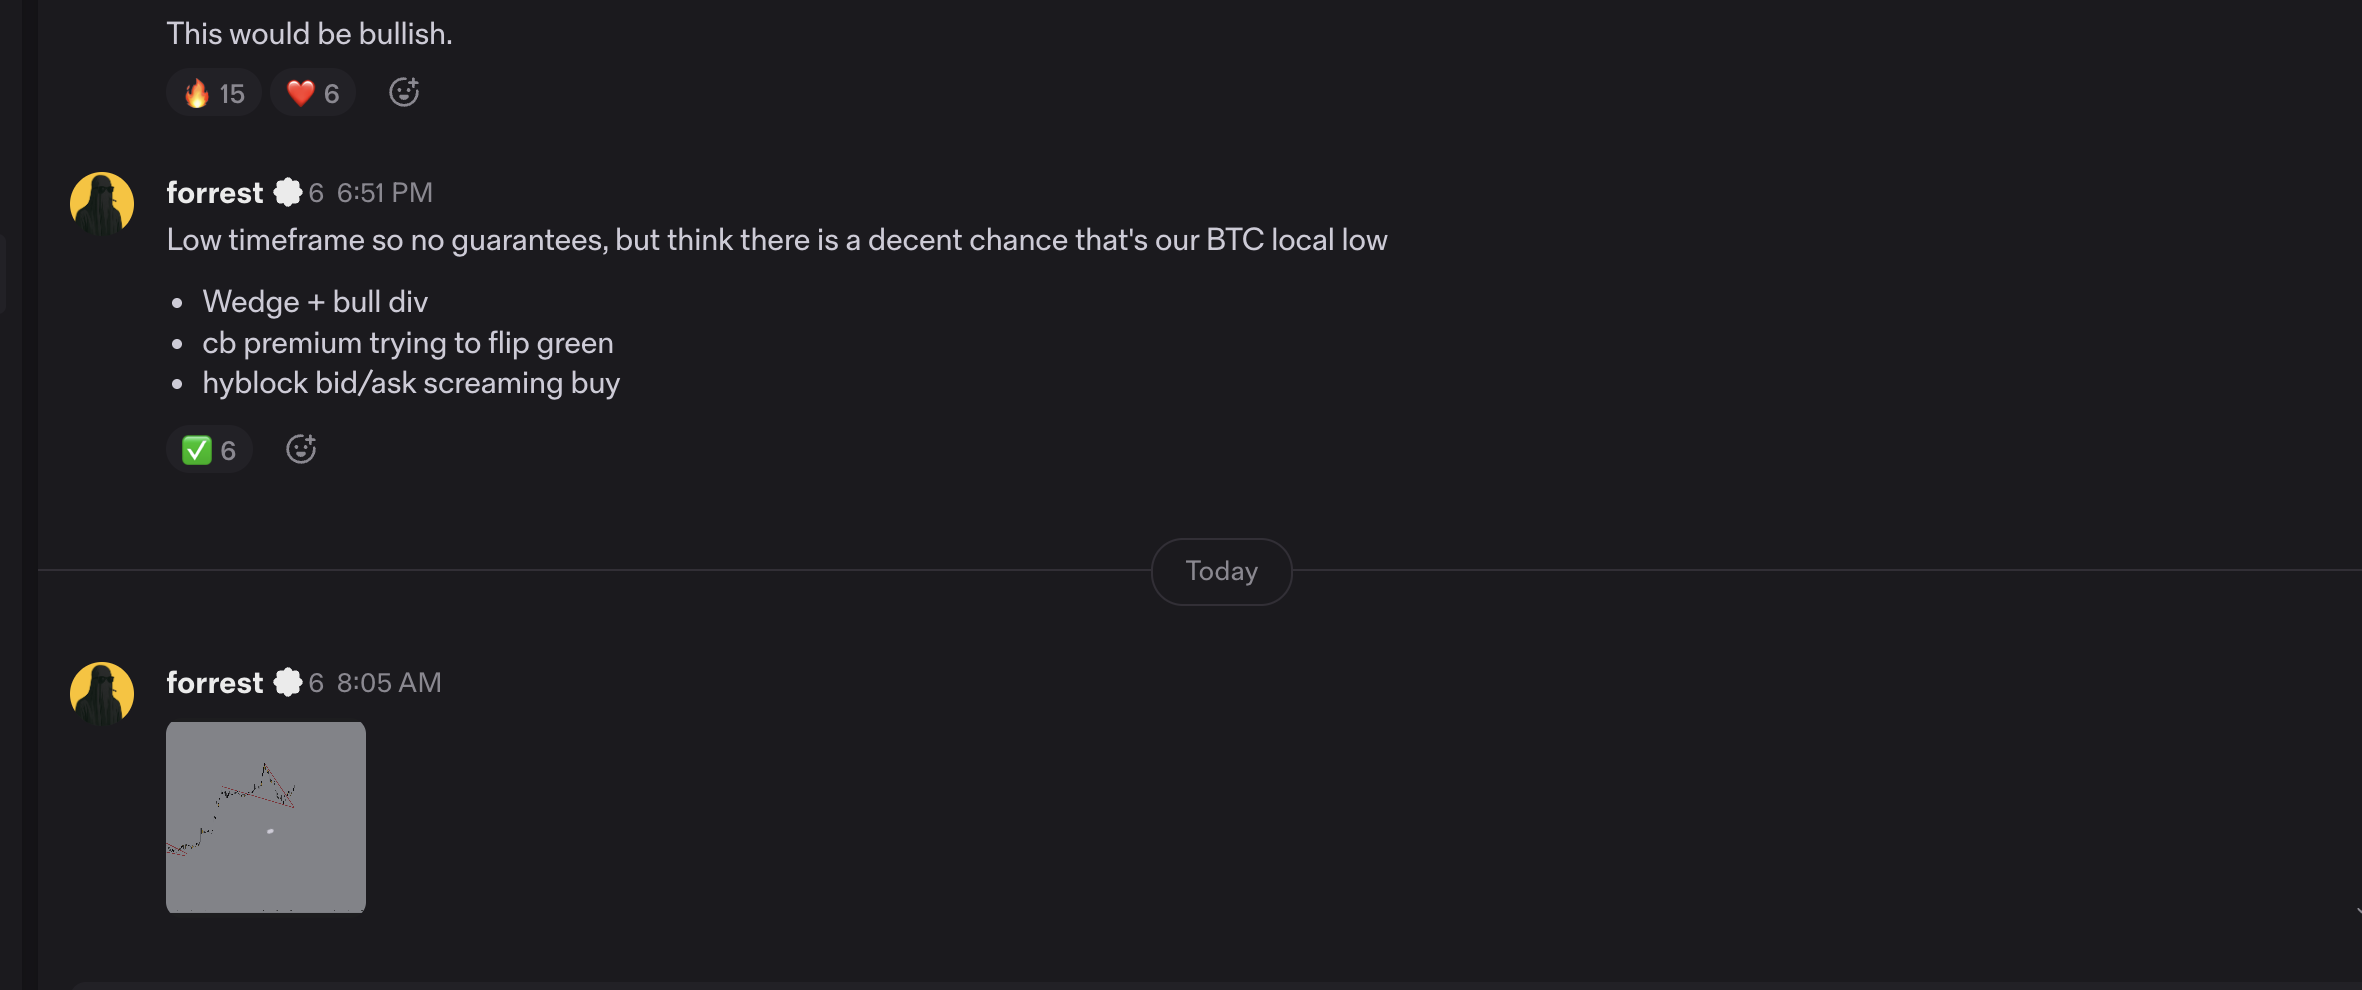 This would be bullish.
🔥 15 ❤️ 6
forrest 6 6:51 PM
Low timeframe so no guarantees, but think there is a decent chance that's our BTC local low
• Wedge + bull div
• cb premium trying to flip green
• hyblock bid/ask screaming buy
✅ 6
Today
forrest 6 8:05 AM